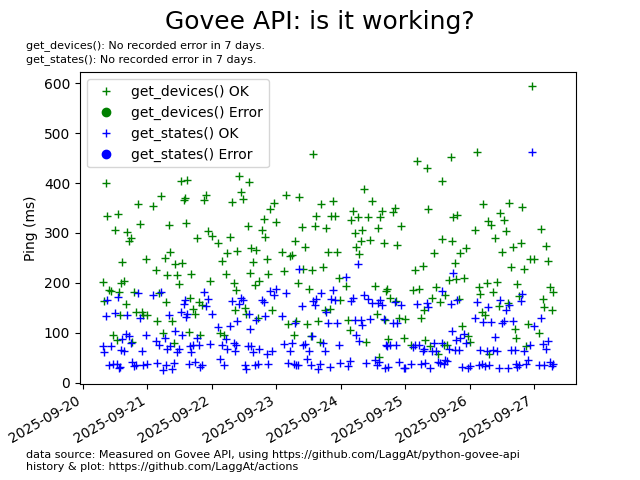 Govee API: is it working?
get_devices(): No recorded error in 7 days.
get_states(): No recorded error in 7 days.
get_devices() OK
get_devices() Error
get_states() OK
get_states() Error
Ping (ms)
600
500
400
300
200
100
0
2025-09-20
2025-09-21
2025-09-22
2025-09-23
2025-09-24
2025-09-25
2025-09-26
2025-09-27
data source: Measured on Govee API, using https://github.com/LaggAt/python-govee-api
history & plot: https://github.com/LaggAt/actions